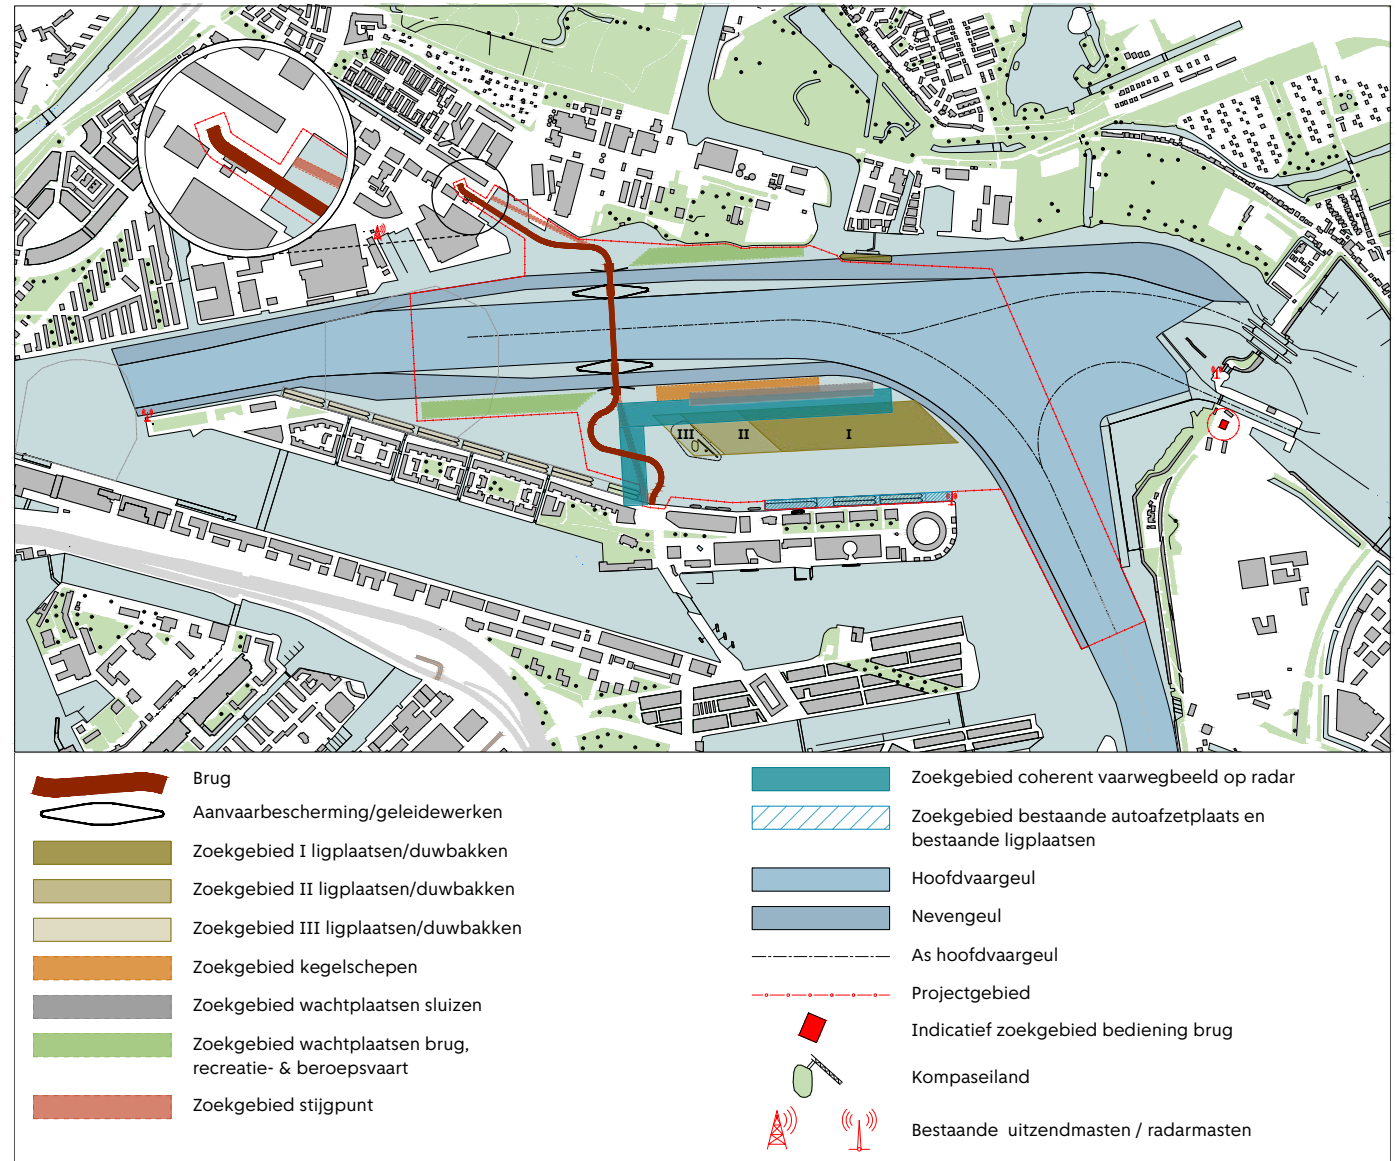 III
II
I
Brug
Aanvaarbescherming/geleidewerken
Zoekgebied I ligplaatsen/duwbakken
Zoekgebied II ligplaatsen/duwbakken
Zoekgebied III ligplaatsen/duwbakken
Zoekgebied kegelschepen
Zoekgebied wachtplaatsen sluizen
Zoekgebied wachtplaatsen brug,
recreatie- & beroepsvaart
Zoekgebied stijgpunt
Zoekgebied coherent vaarwegbeeld op radar
Zoekgebied bestaande autoafzetplaats en
bestaande ligplaatsen
Hoofdvaargeul
Nevengeul
As hoofdvaargeul
Projectgebied
Indicatief zoekgebied bediening brug
Kompaseiland
Bestaande uitzendmasten / radarmasten